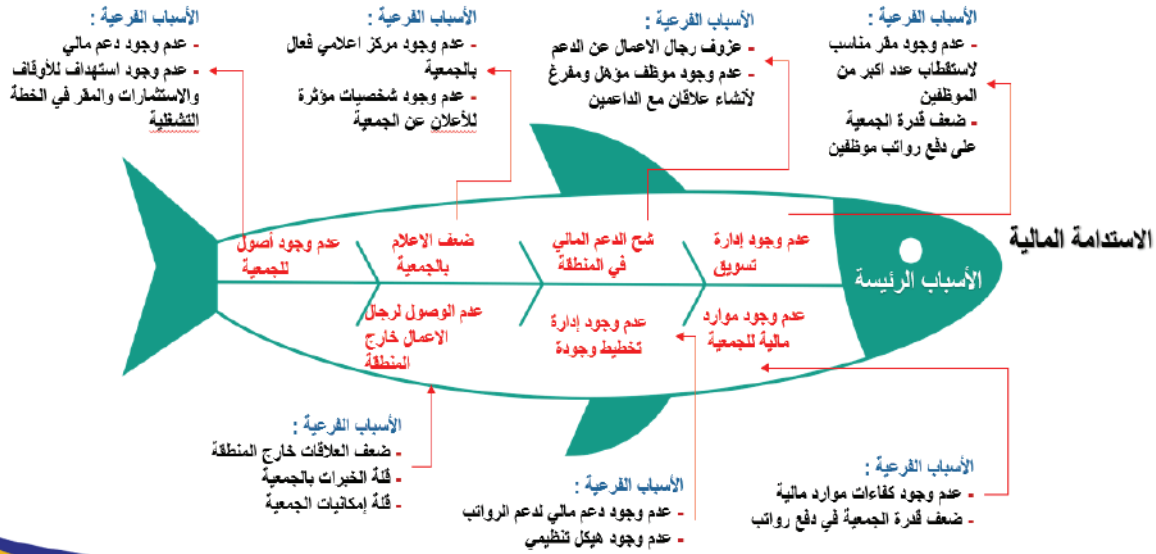 الأسباب الفرعية :
- عدم وجود مقر مناسب
لاستقطاب عدد اكبر من
الموظفين
- ضعف قدرة الجمعية
على دفع رواتب موظفين
الأسباب الفرعية :
- عزوف رجال الاعمال عن الدعم
- عدم وجود موظف مؤهل ومفرغ
لأنشاء علاقان مع الداعمين
الأسباب الفرعية :
- عدم وجود مركز اعلامي فعال
بالجمعية
- عدم وجود شخصيات مؤثرة
للأعلان عن الجمعية
الأسباب الفرعية :
- عدم وجود دعم مالي
- عدم وجود استهداف للأوقاف
والاستثمارات والمقر في الخطة
التشغلية
الاستدامة المالية
الأسباب الرئيسة
عدم وجود إدارة
تسويق
شح الدعم المالي
في المنطقة
ضعف الاعلام
بالجمعية
عدم وجود أصول
للجمعية
عدم وجود موارد
مالية للجمعية
عدم وجود إدارة
تخطيط وجودة
عدم الوصول لرجال
الاعمال خارج
المنطقة
الأسباب الفرعية :
- عدم وجود كفاءات موارد مالية
- ضعف قدرة الجمعية في دفع رواتب
الأسباب الفرعية :
- عدم وجود دعم مالي لدعم الرواتب
- عدم وجود هيكل تنظيمي
الأسباب الفرعية :
- ضعف العلاقات خارج المنطقة
- قلة الخبرات بالجمعية
- قلة إمكانيات الجمعية